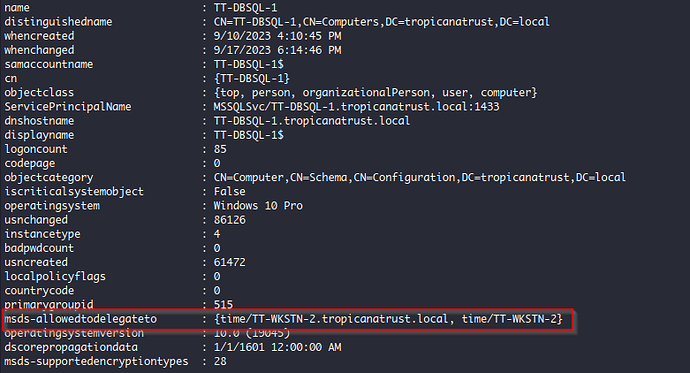 name : TT-DBSQL-1
distinguishedname : CN=TT-DBSQL-1,CN=Computers,DC=tropicanatrust,DC=local
whencreated : 9/10/2023 4:10:45 PM
whenchanged : 9/17/2023 6:14:46 PM
samaccountname : TT-DBSQL-1$
cn : {TT-DBSQL-1}
objectclass : {top, person, organizationalPerson, user, computer}
ServicePrincipalName : MSSQLSvc/TT-DBSQL-1.tropicanatrust.local:1433
dnshostname : TT-DBSQL-1.tropicanatrust.local
displayname : TT-DBSQL-1$
logoncount : 85
codepage : 0
objectcategory : CN=Computer,CN=Schema,CN=Configuration,DC=tropicanatrust,DC=local
iscriticalsystemobject : False
operatingsystem : Windows 10 Pro
usnchanged : 86126
instancetype : 4
badpwdcount : 0
usncreated : 61472
localpolicyflags : 0
countrycode : 0
primarygroupid : 515
msds-allowedtodelegateto : {time/TT-WKSTN-2.tropicanatrust.local, time/TT-WKSTN-2}
operatingsystemversion : 10.0 (19045)
dscorepropagationdata : 1/1/1601 12:00:00 AM
msds-supportedencryptiontypes : 28